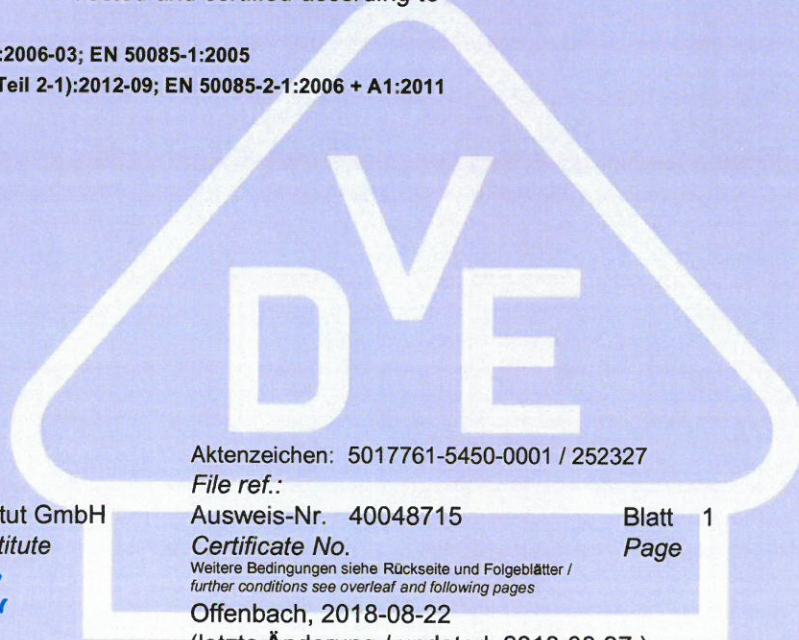 :2006-03; EN 50085-1:2005
Teil 2-1):2012-09; EN 50085-2-1:2006 + A1:2011
DVE
Aktenzeichen: 5017761-5450-0001 / 252327
File ref.:
tut GmbH Ausweis-Nr. 40048715 Blatt 1
titute Certificate No. Page
Weitere Bedingungen siehe Rückseite und Folgeblätter /
further conditions see overleaf and following pages
Offenbach, 2018-08-22